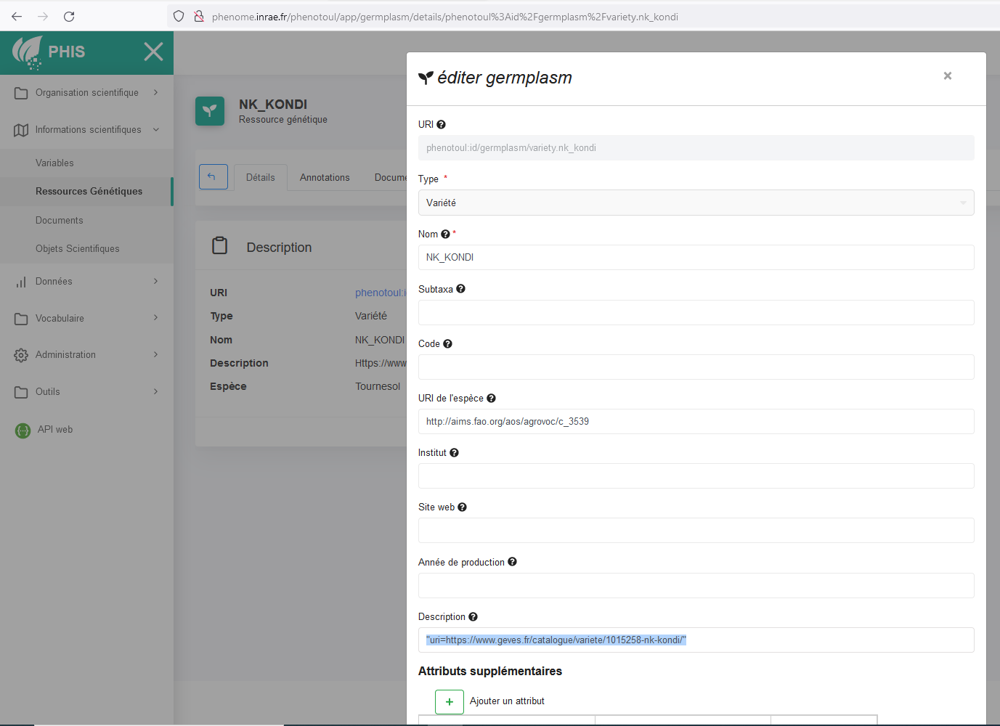 phenome.inrae.fr/phenotoul/app/germplasm/details/phenotoul%3Aid%2Fgermplasm%2Fvariety.nk_kondi
PHIS
Organisation scientifique
Informations scientifiques
Variables
Ressources Génétiques
Documents
Objets Scientifiques
Données
Vocabulaire
Administration
Outils
API web
NK_KONDI
Ressource génétique
Détails
Annotations
Docume
Description
URI
phenotoul:i
Type
Variété
Nom
NK_KONDI
Description
Https://www
Espèce
Tournesol
éditer germplasm
×
URI
phenotoul:id/germplasm/variety.nk_kondi
Type *
Variété
Nom *
NK_KONDI
Subtaxa
Code
URI de l'espèce
http://aims.fao.org/aos/agrovoc/c_3539
Institut
Site web
Année de production
Description
"uri=https://www.geves.fr/catalogue/variete/1015258-nk-kondi/"
Attributs supplémentaires
+ Ajouter un attribut